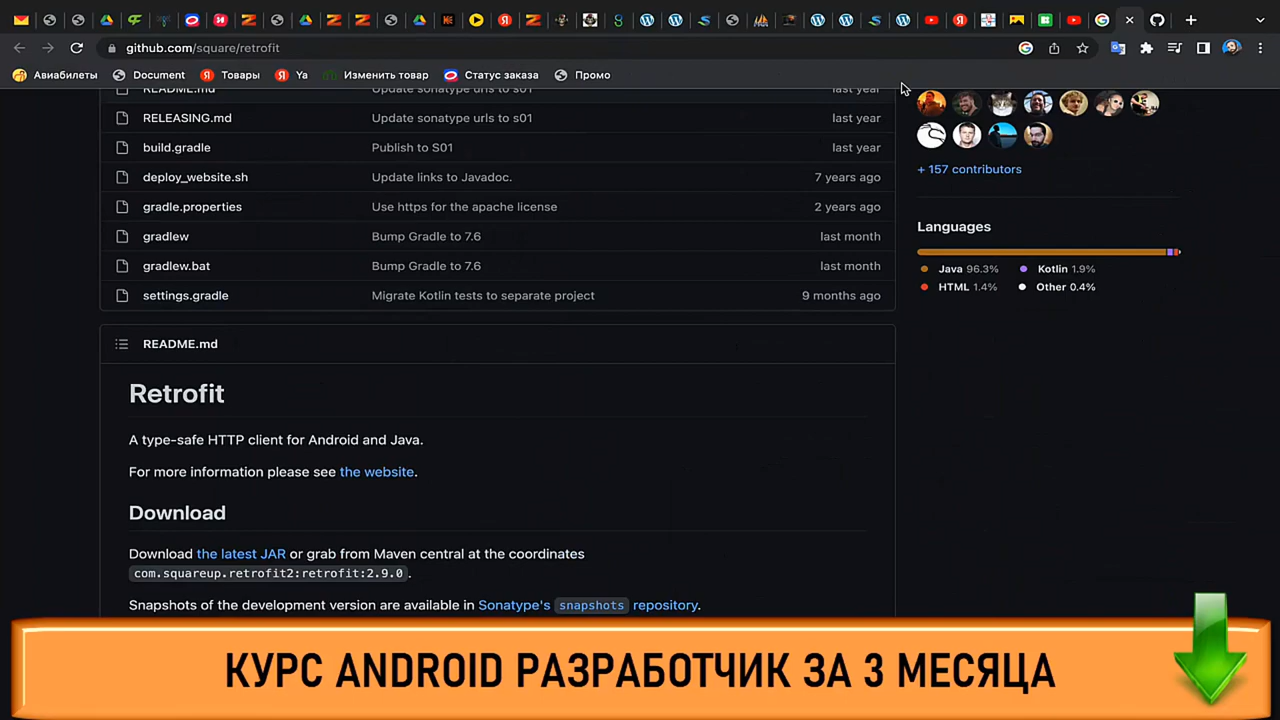 github.com/square/retrofit
Авиабилеты Document Товары Ya Изменить товар Статус заказа Промо
README.md Update sonatype urls to s01 last year
RELEASING.md Update sonatype urls to s01 last year
build.gradle Publish to S01 last year
deploy_website.sh Update links to Javadoc. 7 years ago
gradle.properties Use https for the apache license 2 years ago
gradlew Bump Gradle to 7.6 last month
gradlew.bat Bump Gradle to 7.6 last month
settings.gradle Migrate Kotlin tests to separate project 9 months ago
+ 157 contributors
Languages
Java 96.3% Kotlin 1.9%
HTML 1.4% Other 0.4%
README.md
Retrofit
A type-safe HTTP client for Android and Java.
For more information please see the website.
Download
Download the latest JAR or grab from Maven central at the coordinates
com.squareup.retrofit2:retrofit:2.9.0.
Snapshots of the development version are available in Sonatype's snapshots repository.
КУРС ANDROID РАЗРАБОТЧИК ЗА 3 МЕСЯЦА